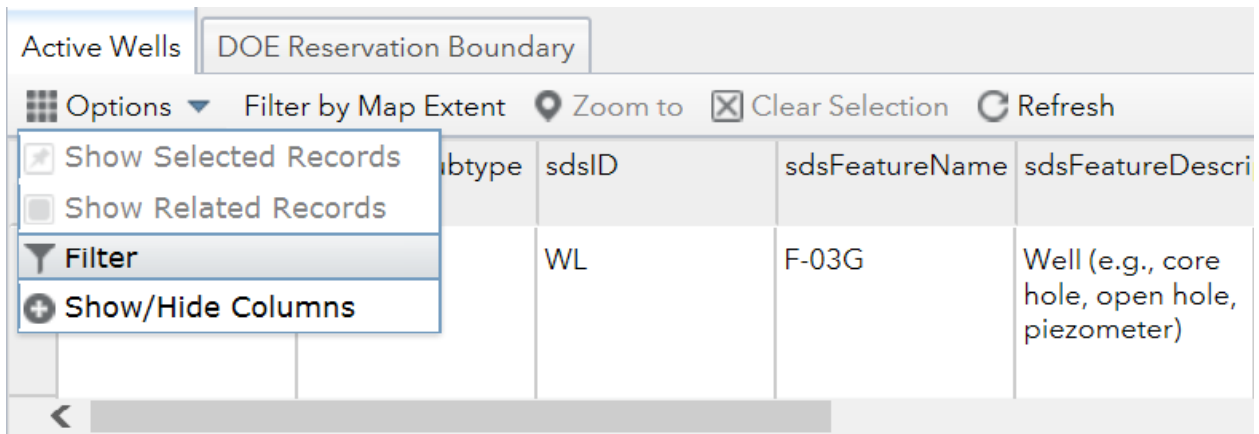 Active Wells DOE Reservation Boundary
Options Filter by Map Extent Zoom to Clear Selection Refresh
Show Selected Records ibtype sdsID sdsFeatureName sdsFeatureDescri
Show Related Records
Filter WL F-03G Well (e.g., core
hole, open hole,
Show/Hide Columns
piezometer)